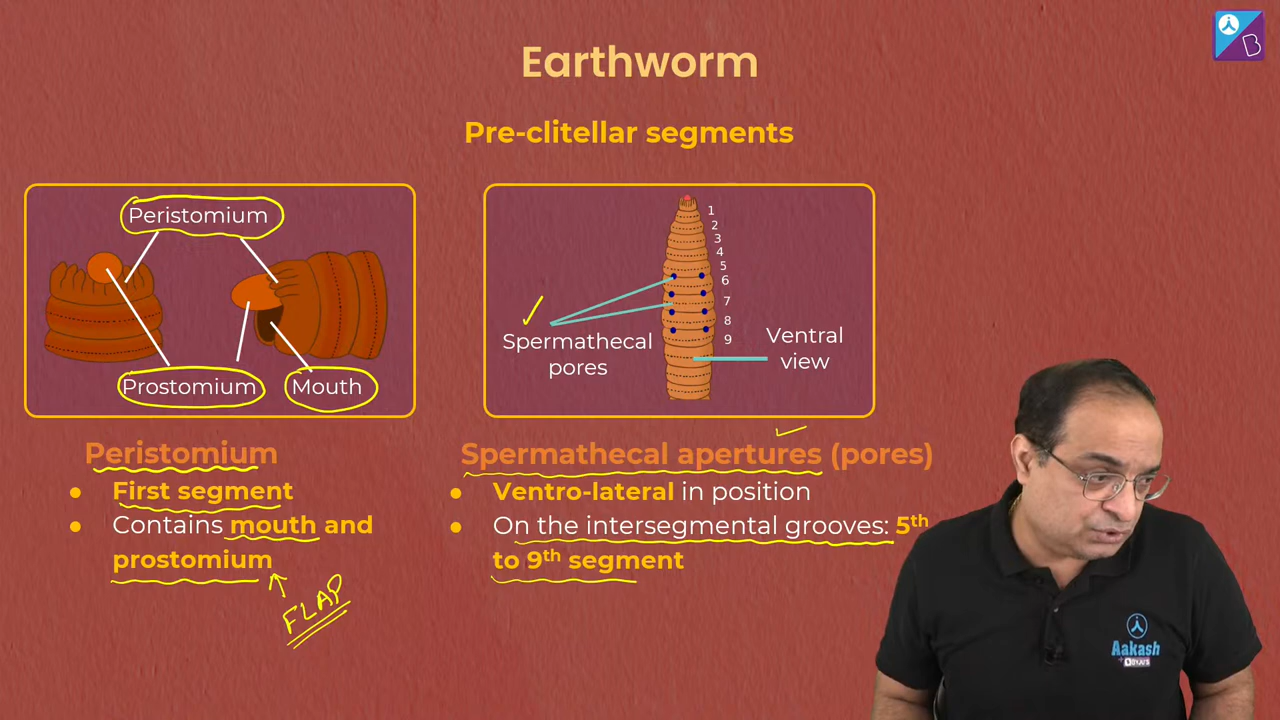 Earthworm
Pre-clitellar segments
Peristomium
Prostomium
Mouth
1
2
3
4
5
6
7
8
9
Spermathecal
pores
Ventral
view
Peristomium
• First segment
• Contains mouth and
prostomium
FLAP
Spermathecal apertures (pores)
• Ventro-lateral in position
• On the intersegmental grooves: 5th
to 9th segment
Aakash
+BYJU'S
B